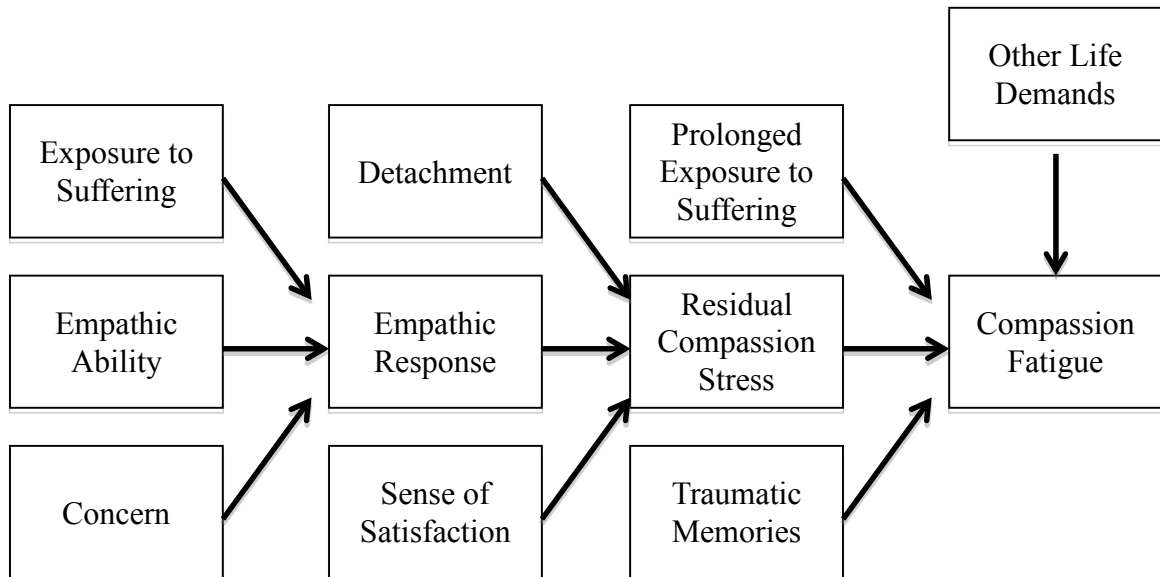 Other Life
Demands
Exposure to
Suffering
Detachment
Prolonged
Exposure to
Suffering
Empathic
Ability
Empathic
Response
Residual
Compassion
Stress
Compassion
Fatigue
Concern
Sense of
Satisfaction
Traumatic
Memories